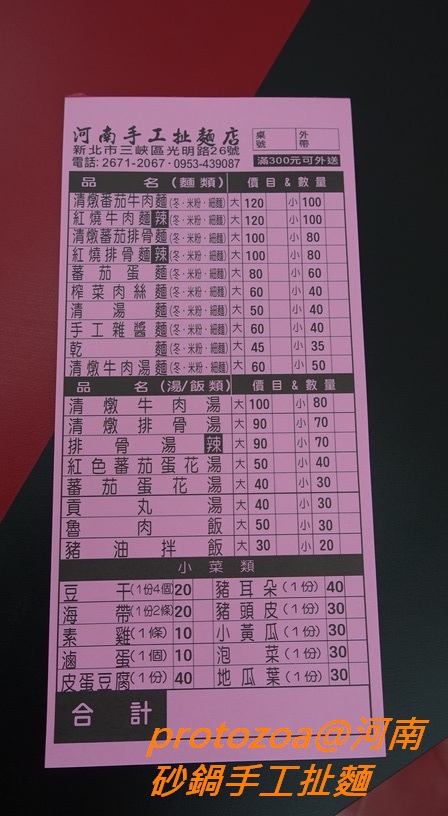 河南手工扯麵店
桌號 外帶
新北市三峽區光明路26號
電話: 2671-2067·0953-439087 滿300元可外送
品 名 (麵類) 價目 & 數量
清燉蕃茄牛肉麵(冬·米粉·細麵) 大 120 小 100
紅燒牛肉麵辣(冬·米粉·細麵) 大 120 小 100
清燉蕃茄排骨麵(冬·米粉·細麵) 大 100 小 80
紅燒排骨麵辣(冬·米粉·細麵) 大 100 小 80
蕃茄蛋麵(冬·米粉·細麵) 大 80 小 60
榨菜肉絲麵(冬·米粉·細麵) 大 60 小 40
清湯麵(冬·米粉·細麵) 大 50 小 40
手工雜醬麵(冬·米粉·細麵) 大 60 小 40
乾麵(冬·米粉·細麵) 大 45 小 35
清燉牛肉湯麵(冬·米粉·細麵) 大 60 小 50
品 名 (湯/飯類) 價目 & 數量
清燉牛肉湯 大 100 小 80
清燉排骨湯 大 90 小 70
排骨湯辣 大 90 小 70
紅色蕃茄蛋花湯 大 50 小 40
蕃茄蛋花湯 大 40 小 30
貢丸湯 大 40 小 30
魯肉飯 大 50 小 30
豬油拌飯 大 30 小 20
小菜類
豆干(1份4個) 20 豬耳朵(1份) 40
海帶(1份2條) 20 豬頭皮(1份) 30
素雞(1條) 10 小黃瓜(1份) 30
滷蛋(1個) 10 泡菜(1份) 30
皮蛋豆腐(1份) 40 地瓜葉(1份) 30
合計
protozoa@河南
砂鍋手工扯麵